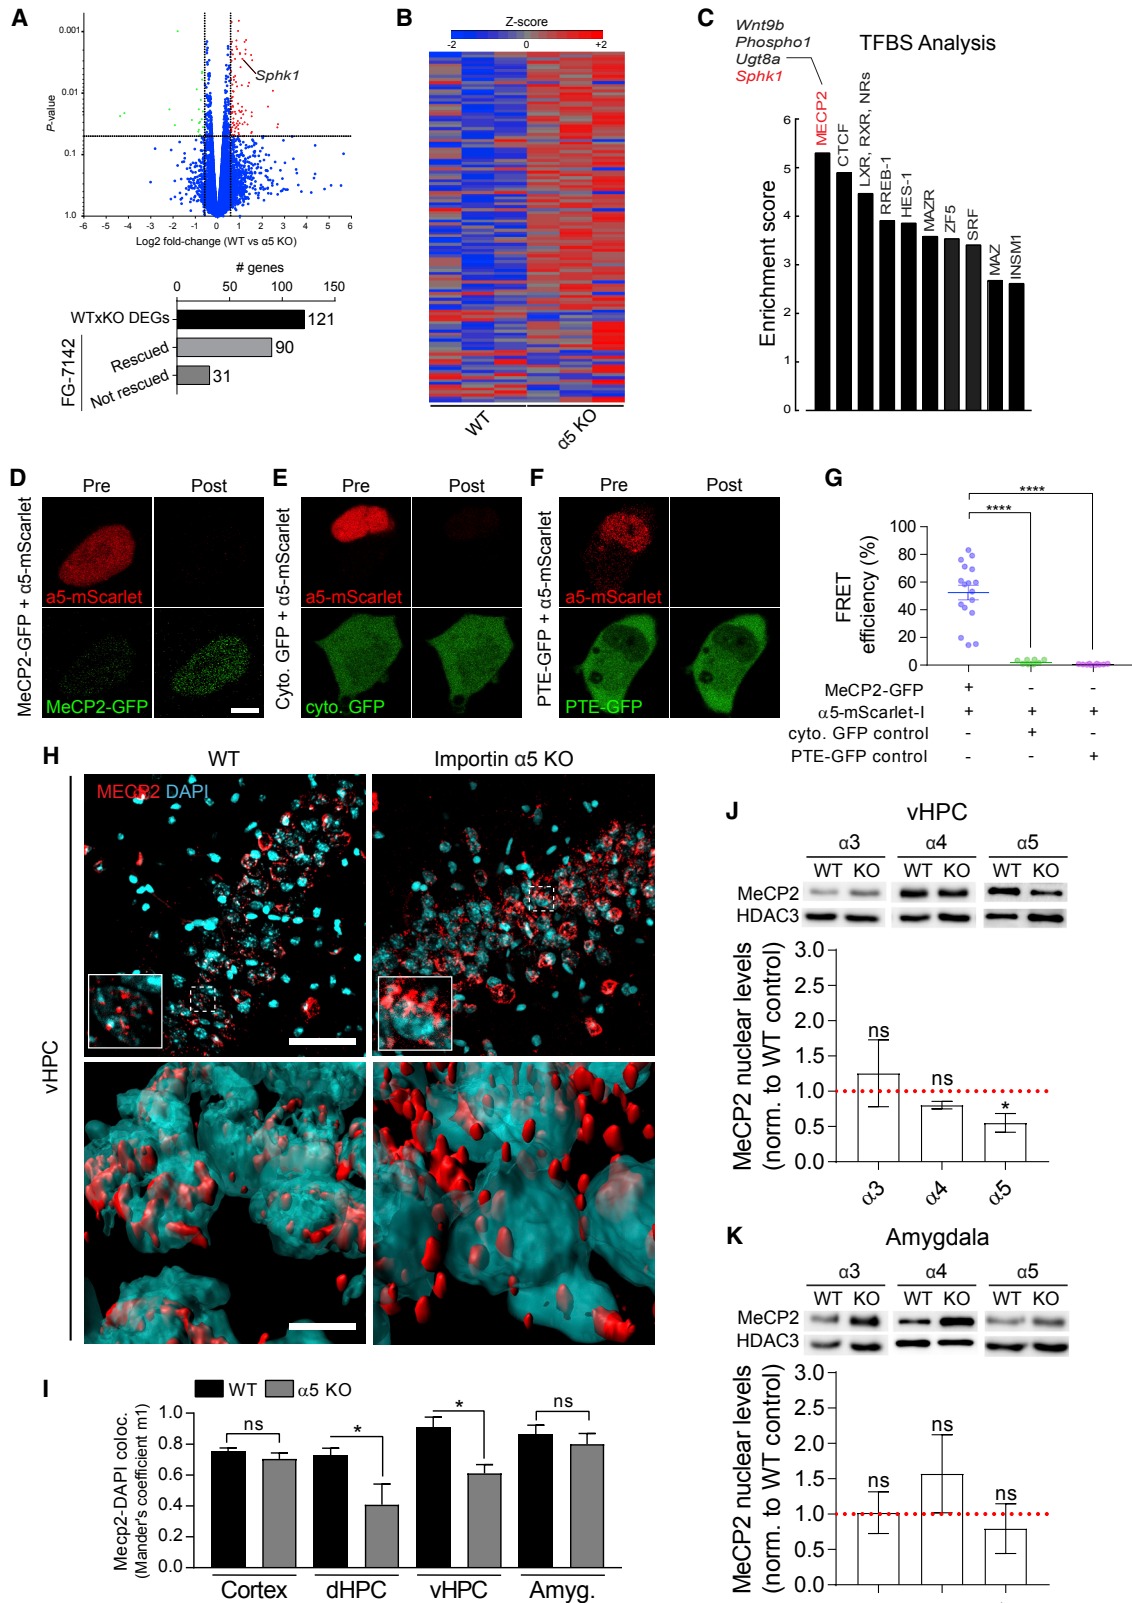 A
0.001
0.01
0.1
1.0
P-value
Sphk1
-6 -5 -4 -3 -2 -1 0 1 2 3 4 5 6
Log2 fold-change (WT vs α5 KO)
# genes
0 50 100 150
WTxKO DEGs 121
Rescued 90
Not rescued 31
FG-7142
B
Z-score
-2 0 +2
WT α5 KO
C
Wnt9b
Phospho1
Ugt8a
Sphk1
TFBS Analysis
Enrichment score
6
5
4
3
2
1
0
MECP2
CTCF
LXR, RXR, NRs
RREB-1
HES-1
MAZR
ZF5
SRF
MAZ
INSM1
D
Pre Post
MeCP2-GFP + α5-mScarlet
a5-mScarlet
MeCP2-GFP
E
Pre Post
Cyto. GFP + α5-mScarlet
a5-mScarlet
cyto. GFP
F
Pre Post
PTE-GFP + α5-mScarlet
a5-mScarlet
PTE-GFP
G
****
****
FRET
efficiency (%)
100
80
60
40
20
0
MeCP2-GFP + - -
α5-mScarlet-I + + +
cyto. GFP control - + -
PTE-GFP control - - +
H
WT Importin α5 KO
MECP2 DAPI
vHPC
I
WT α5 KO
Mecp2-DAPI coloc.
(Mander's coefficient m1)
1.0
0.8
0.6
0.4
0.2
0.0
ns * * ns
Cortex dHPC vHPC Amyg.
J
vHPC
α3 α4 α5
WT KO WT KO WT KO
MeCP2
HDAC3
MeCP2 nuclear levels
(norm. to WT control)
3.0
2.5
2.0
1.5
1.0
0.5
0.0
ns ns *
α3 α4 α5
K
Amygdala
α3 α4 α5
WT KO WT KO WT KO
MeCP2
HDAC3
MeCP2 nuclear levels
(norm. to WT control)
3.0
2.5
2.0
1.5
1.0
0.5
0.0
ns ns ns